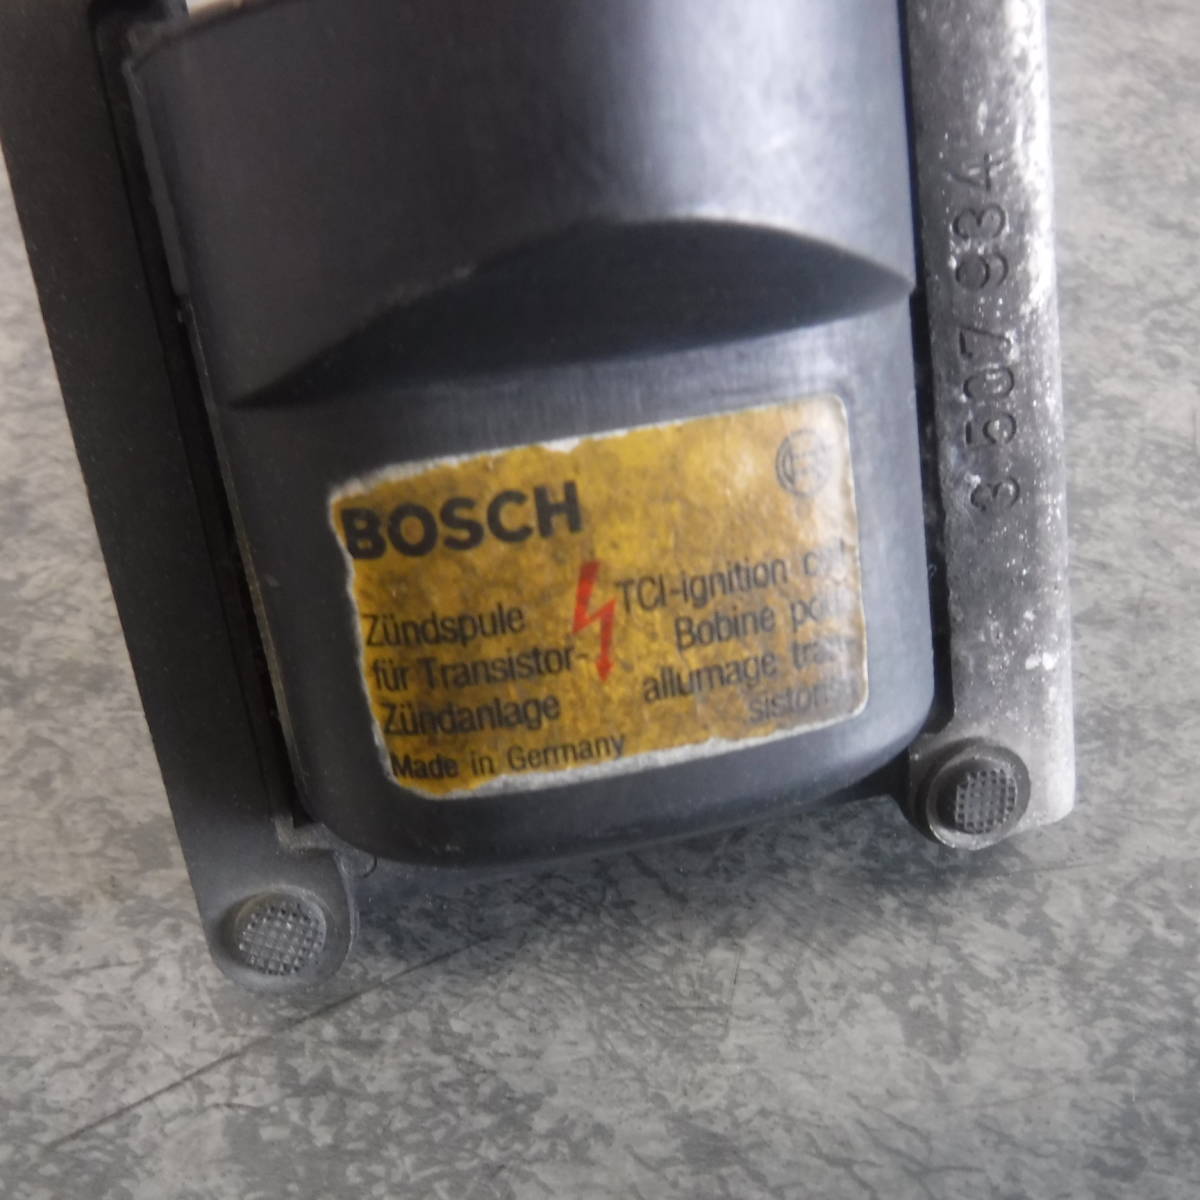 BOSCH
Zündspule
für Transistor-
Zündanlage
Made in Germany
TCI-ignition
Bobine
allumage
3 507 934